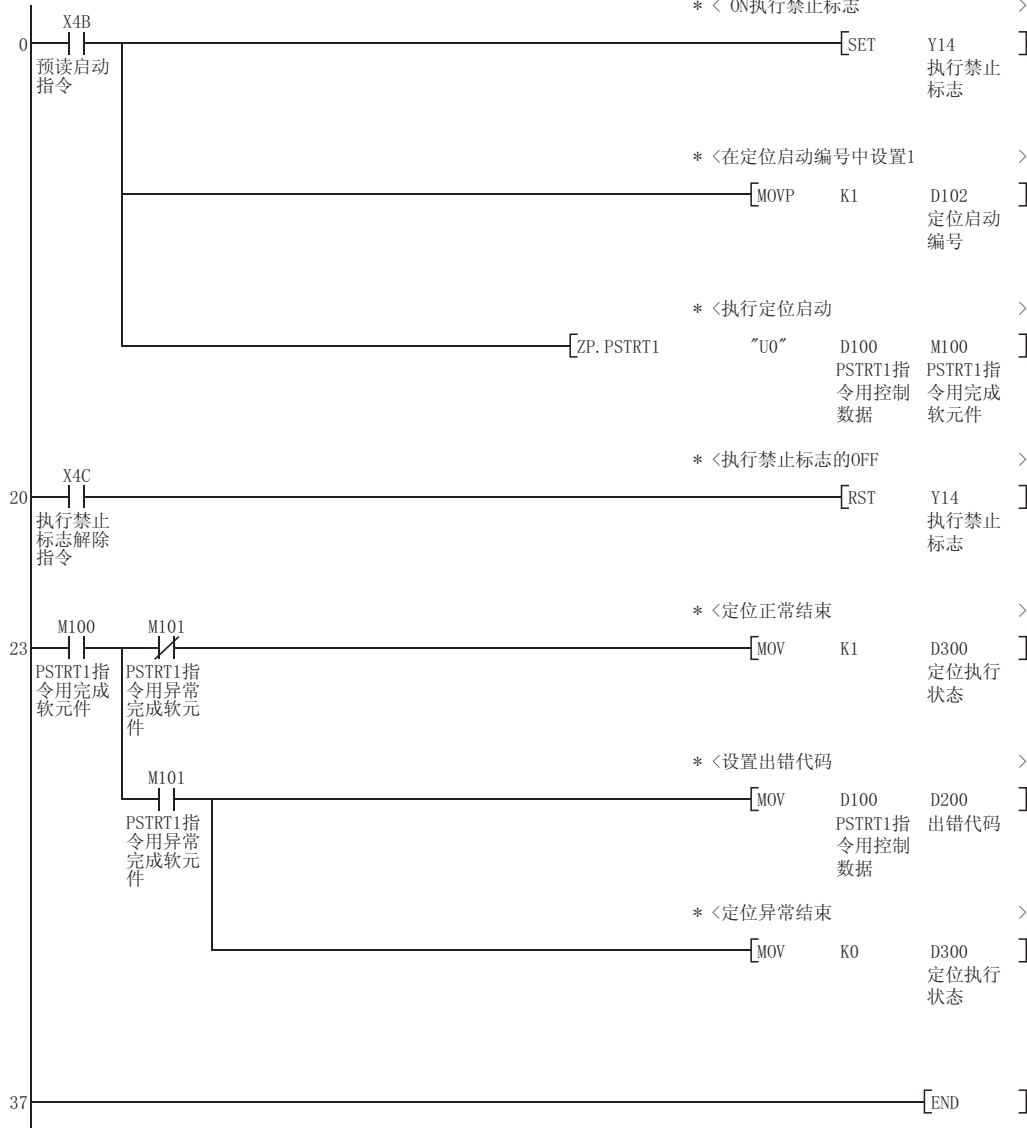 * < ON执行禁止标志 >
X4B
0 [SET Y14 ]
预读启动
指令
执行禁止
标志
* <在定位启动编号中设置1 >
[MOVP K1 D102 ]
定位启动
编号
* <执行定位启动 >
[ZP.PSTRT1 "U0" D100 M100 ]
PSTRT1指 PSTRT1指
令用控制 令用完成
数据 软元件
* <执行禁止标志的OFF >
X4C
20 [RST Y14 ]
执行禁止
标志解除
指令
执行禁止
标志
* <定位正常结束 >
M100 M101
23 [MOV K1 D300 ]
PSTRT1指 PSTRT1指
令用完成 令用异常
软元件 完成软元
件
定位执行
状态
* <设置出错代码 >
M101
[MOV D100 D200 ]
PSTRT1指
令用异常
完成软元
件
PSTRT1指 出错代码
令用控制
数据
* <定位异常结束 >
[MOV K0 D300 ]
定位执行
状态
37 [END ]